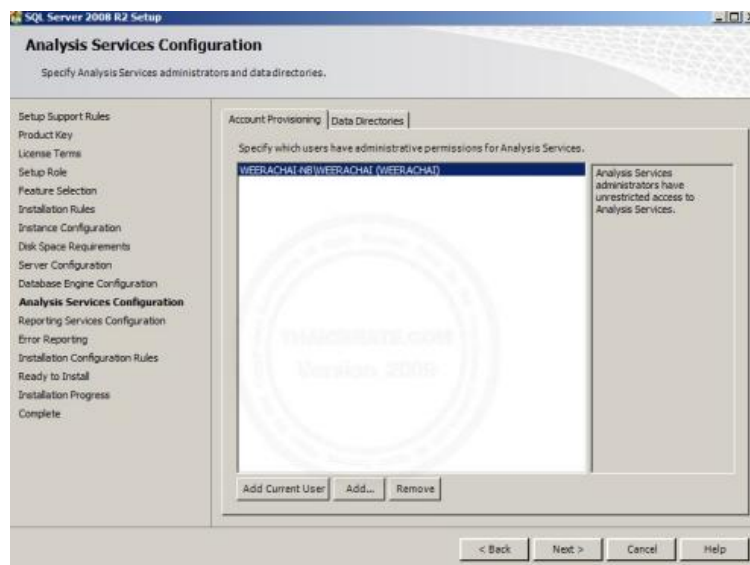 SQL Server 2008 R2 Setup
Analysis Services Configuration
Specify Analysis Services administrators and data directories.
Setup Support Rules
Product Key
License Terms
Setup Role
Feature Selection
Installation Rules
Instance Configuration
Disk Space Requirements
Server Configuration
Database Engine Configuration
Analysis Services Configuration
Reporting Services Configuration
Error Reporting
Installation Configuration Rules
Ready to Install
Installation Progress
Complete
Account Provisioning
Data Directories
Specify which users have administrative permissions for Analysis Services.
WEERACHAI-NB\WEERACHAI (WEERACHAI)
Analysis Services
administrators have
unrestricted access to
Analysis Services.
Add Current User
Add...
Remove
< Back
Next >
Cancel
Help